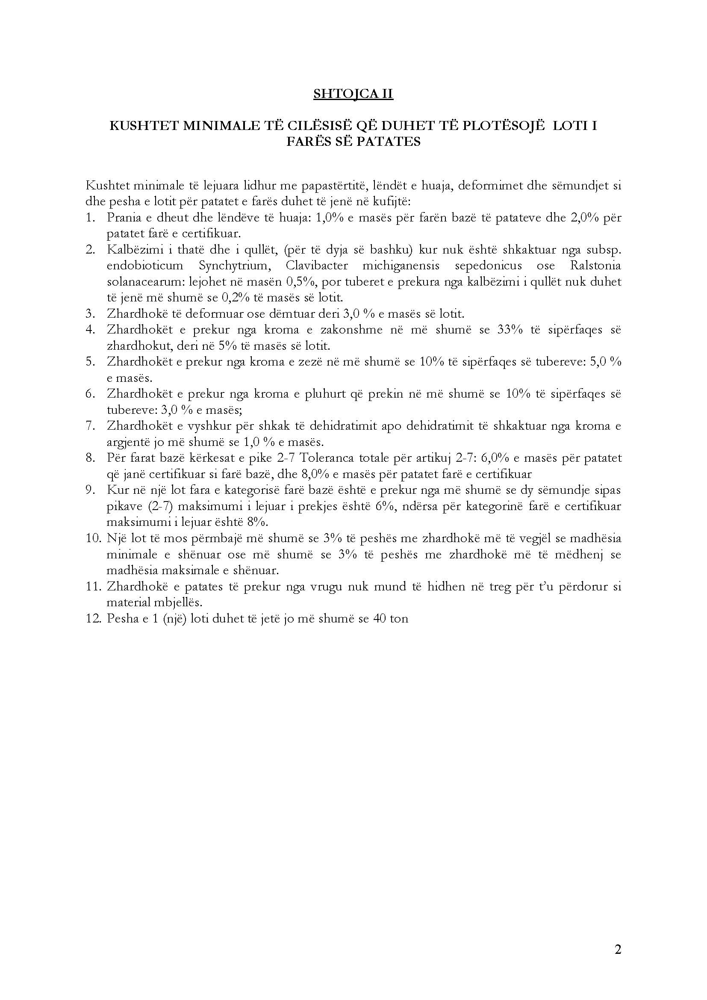 SHTOJCA II
KUSHTET MINIMALE TË CILËSISË QË DUHET TË PLOTËSOJË LOTI I
FARËS SË PATATES
Kushtet minimale të lejuara lidhur me papastërtitë, lëndët e huaja, deformimet dhe sëmundjet si
dhe pesha e lotit për patatet e farës duhet të jenë në kufijtë:
1. Prania e dheut dhe lëndëve të huaja: 1,0% e masës për farën bazë të patateve dhe 2,0% për
patatet farë e certifikuar.
2. Kalbëzimi i thatë dhe i qullët, (për të dyja së bashku) kur nuk është shkaktuar nga subsp.
endobioticum Synchytrium, Clavibacter michiganensis sepedonicus ose Ralstonia
solanacearum: lejohet në masën 0,5%, por tuberet e prekura nga kalbëzimi i qullët nuk duhet
të jenë më shumë se 0,2% të masës së lotit.
3. Zhardhokë të deformuar ose dëmtuar deri 3,0 % e masës së lotit.
4. Zhardhokët e prekur nga kroma e zakonshme në më shumë se 33% të sipërfaqes së
zhardhokut, deri në 5% të masës së lotit.
5. Zhardhokët e prekur nga kroma e zezë në më shumë se 10% të sipërfaqes së tubereve: 5,0 %
e masës.
6. Zhardhokët e prekur nga kroma e pluhurt që prekin në më shumë se 10% të sipërfaqes së
tubereve: 3,0 % e masës;
7. Zhardhokët e vyshkur për shkak të dehidratimit apo dehidratimit të shkaktuar nga kroma e
argjentë jo më shumë se 1,0 % e masës.
8. Për farat bazë kërkesat e pike 2-7 Toleranca totale për artikuj 2-7: 6,0% e masës për patatet
që janë certifikuar si farë bazë, dhe 8,0% e masës për patatet farë e certifikuar
9. Kur në një lot fara e kategorisë farë bazë është e prekur nga më shumë se dy sëmundje sipas
pikave (2-7) maksimumi i lejuar i prekjes është 6%, ndërsa për kategorinë farë e certifikuar
maksimumi i lejuar është 8%.
10. Një lot të mos përmbajë më shumë se 3% të peshës me zhardhokë më të vegjël se madhësia
minimale e shënuar ose më shumë se 3% të peshës me zhardhokë më të mëdhenj se
madhësia maksimale e shënuar.
11. Zhardhokë e patates të prekur nga vrugu nuk mund të hidhen në treg për t’u përdorur si
material mbjellës.
12. Pesha e 1 (një) loti duhet të jetë jo më shumë se 40 ton
2